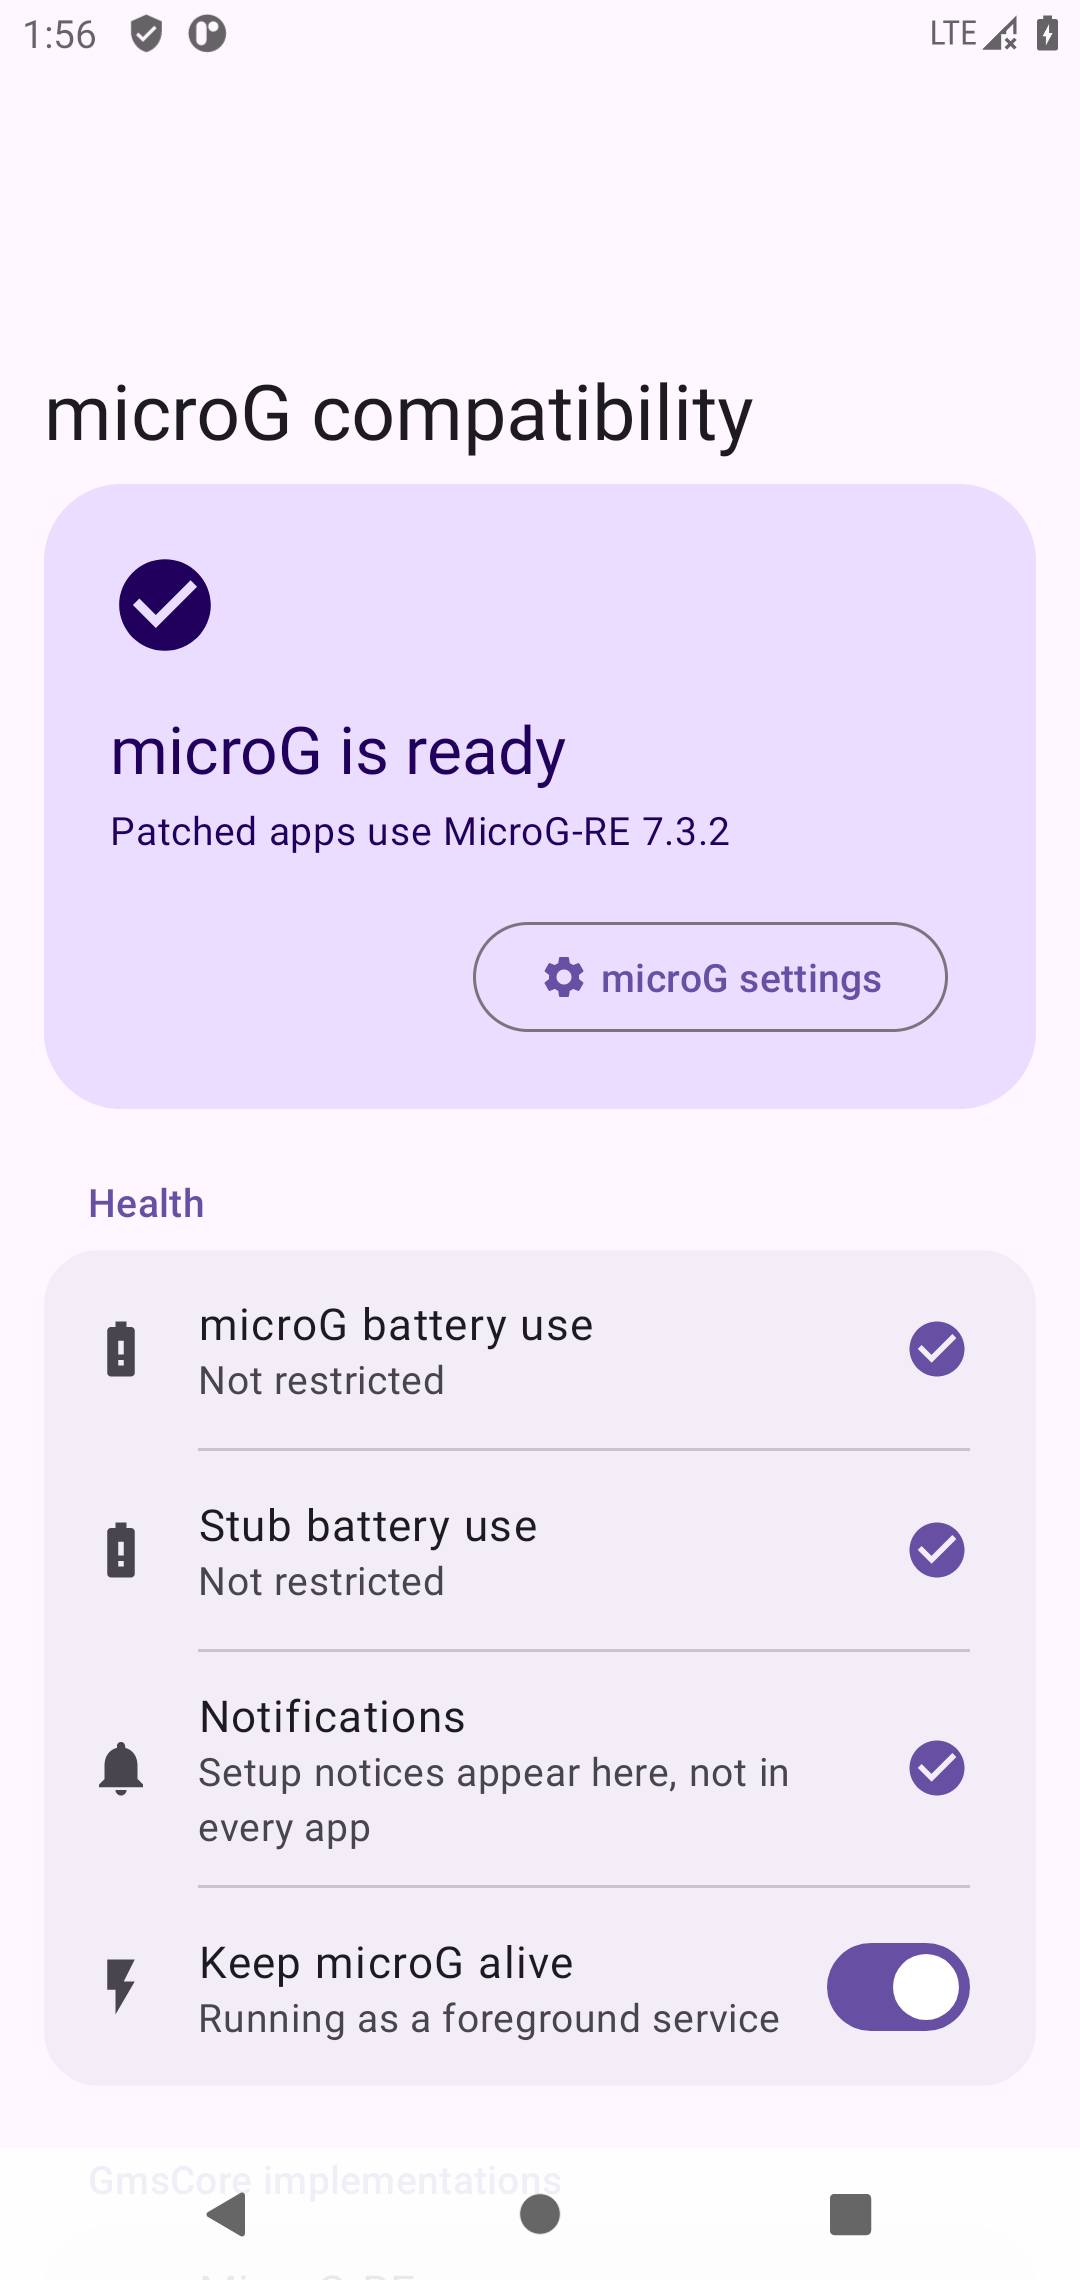 1:56
LTE
microG compatibility
microG is ready
Patched apps use MicroG-RE 7.3.2
microG settings
Health
microG battery use
Not restricted
Stub battery use
Not restricted
Notifications
Setup notices appear here, not in
every app
Keep microG alive
Running as a foreground service
GmsCore implementations